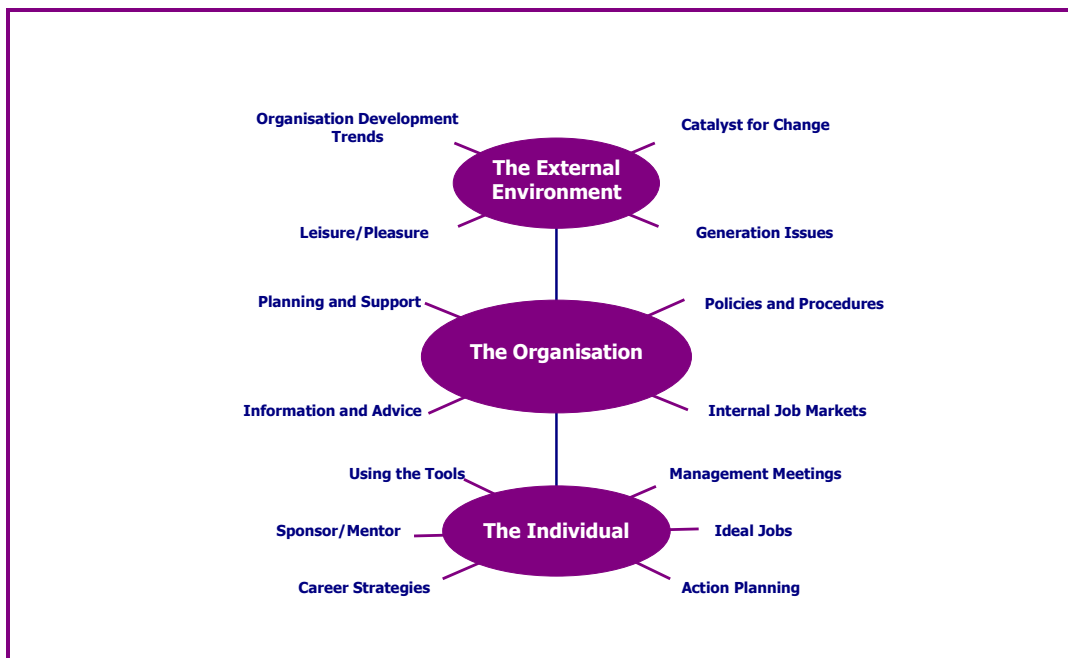 Organisation Development
Trends
Catalyst for Change
The External
Environment
Leisure/Pleasure
Generation Issues
Planning and Support
Policies and Procedures
The Organisation
Information and Advice
Internal Job Markets
Using the Tools
Management Meetings
Sponsor/Mentor
The Individual
Ideal Jobs
Career Strategies
Action Planning